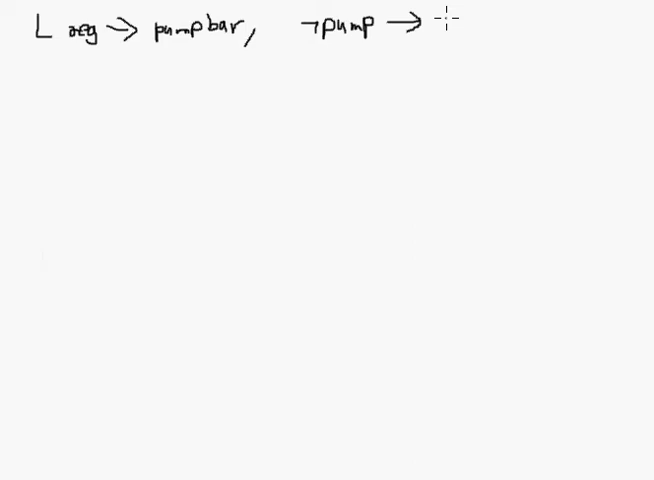 L reg → pumpbar, ¬pump →